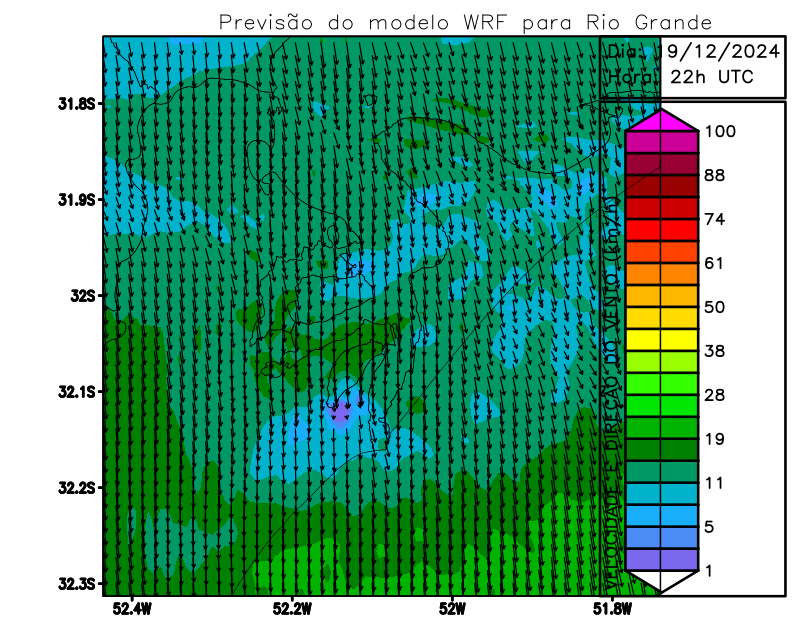 Previsão do modelo WRF para Rio Grande
Dia: 19/12/2024
Hora: 22h UTC
31.8S
31.9S
32S
32.1S
32.2S
32.3S
52.4W
52.2W
52W
51.8W
VELOCIDADE E DIREÇÃO DO VENTO (km/h)
100
88
74
61
50
38
28
19
11
5
1